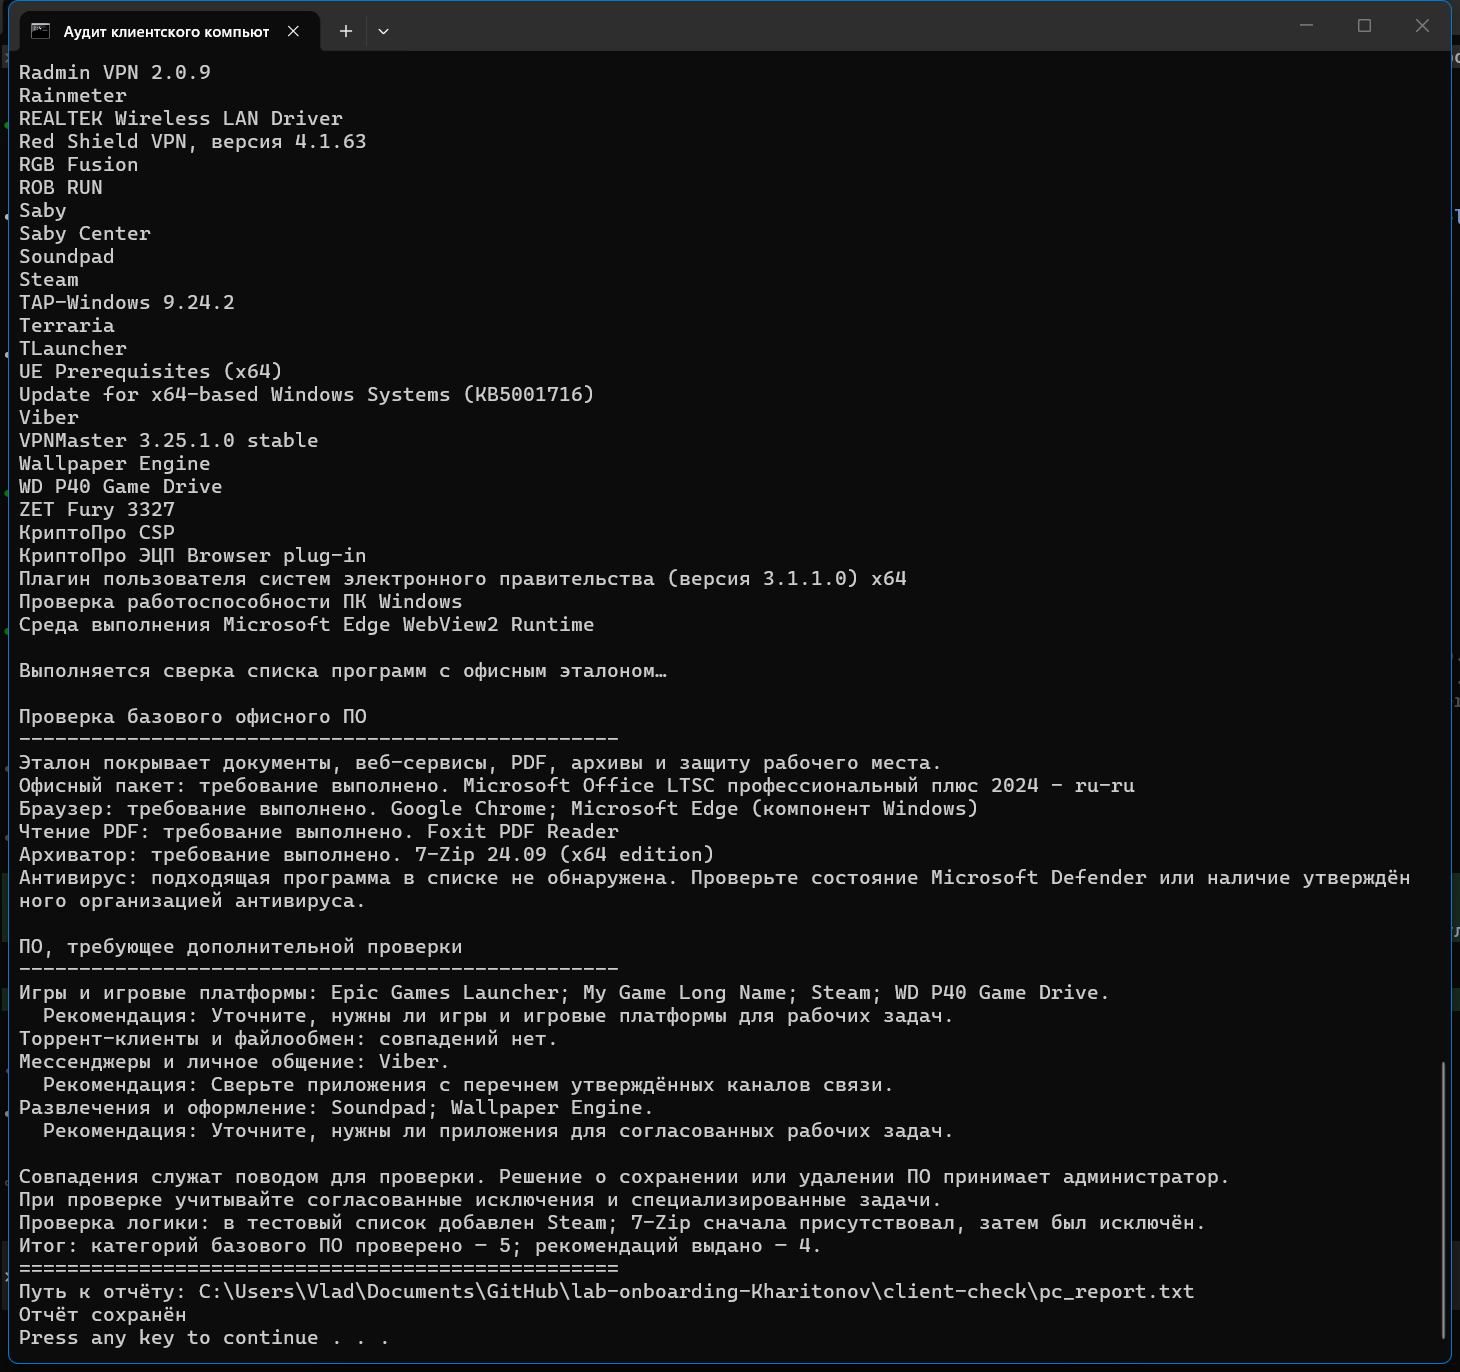 Аудит клиентского компьют
Radmin VPN 2.0.9
Rainmeter
REALTEK Wireless LAN Driver
Red Shield VPN, версия 4.1.63
RGB Fusion
ROB RUN
Saby
Saby Center
Soundpad
Steam
TAP-Windows 9.24.2
Terraria
TLauncher
UE Prerequisites (x64)
Update for x64-based Windows Systems (KB5001716)
Viber
VPNMaster 3.25.1.0 stable
Wallpaper Engine
WD P40 Game Drive
ZET Fury 3327
КриптоПро CSP
КриптоПро ЭЦП Browser plug-in
Плагин пользователя систем электронного правительства (версия 3.1.1.0) x64
Проверка работоспособности ПК Windows
Среда выполнения Microsoft Edge WebView2 Runtime
Выполняется сверка списка программ с офисным эталоном…
Проверка базового офисного ПО
--------------------------------------------------
Эталон покрывает документы, веб-сервисы, PDF, архивы и защиту рабочего места.
Офисный пакет: требование выполнено. Microsoft Office LTSC профессиональный плюс 2024 - ru-ru
Браузер: требование выполнено. Google Chrome; Microsoft Edge (компонент Windows)
Чтение PDF: требование выполнено. Foxit PDF Reader
Архиватор: требование выполнено. 7-Zip 24.09 (x64 edition)
Антивирус: подходящая программа в списке не обнаружена. Проверьте состояние Microsoft Defender или наличие утверждён
ного организацией антивируса.
ПО, требующее дополнительной проверки
--------------------------------------------------
Игры и игровые платформы: Epic Games Launcher; My Game Long Name; Steam; WD P40 Game Drive.
Рекомендация: Уточните, нужны ли игры и игровые платформы для рабочих задач.
Торрент-клиенты и файлообмен: совпадений нет.
Мессенджеры и личное общение: Viber.
Рекомендация: Сверьте приложения с перечнем утверждённых каналов связи.
Развлечения и оформление: Soundpad; Wallpaper Engine.
Рекомендация: Уточните, нужны ли приложения для согласованных рабочих задач.
Совпадения служат поводом для проверки. Решение о сохранении или удалении ПО принимает администратор.
При проверке учитывайте согласованные исключения и специализированные задачи.
Проверка логики: в тестовый список добавлен Steam; 7-Zip сначала присутствовал, затем был исключён.
Итог: категорий базового ПО проверено — 5; рекомендаций выдано — 4.
==================================================
Путь к отчёту: C:\Users\Vlad\Documents\GitHub\lab-onboarding-Kharitonov\client-check\pc_report.txt
Отчёт сохранён
Press any key to continue . . .